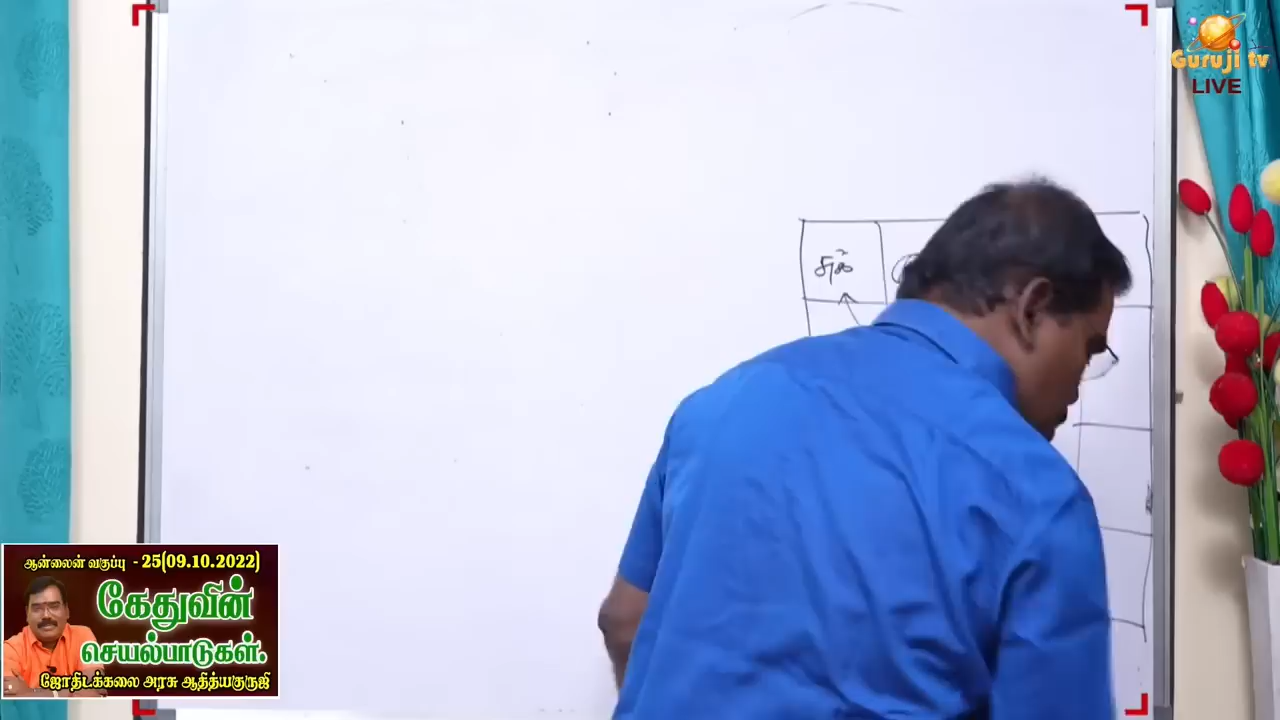 Guruji tv
LIVE
ஆன்லைன் வகுப்பு - 25(09.10.2022)
கேதுவின்
செயல்பாடுகள்.
ஜோதிடக்கலை அரசு ஆதித்யகுருஜி